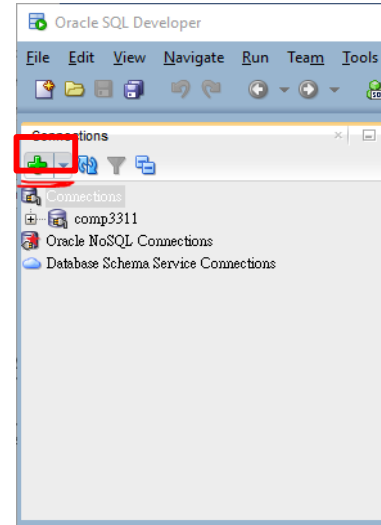 Oracle SQL Developer
File Edit View Navigate Run Team Tools
Connections
Connections
comp3311
Oracle NoSQL Connections
Database Schema Service Connections